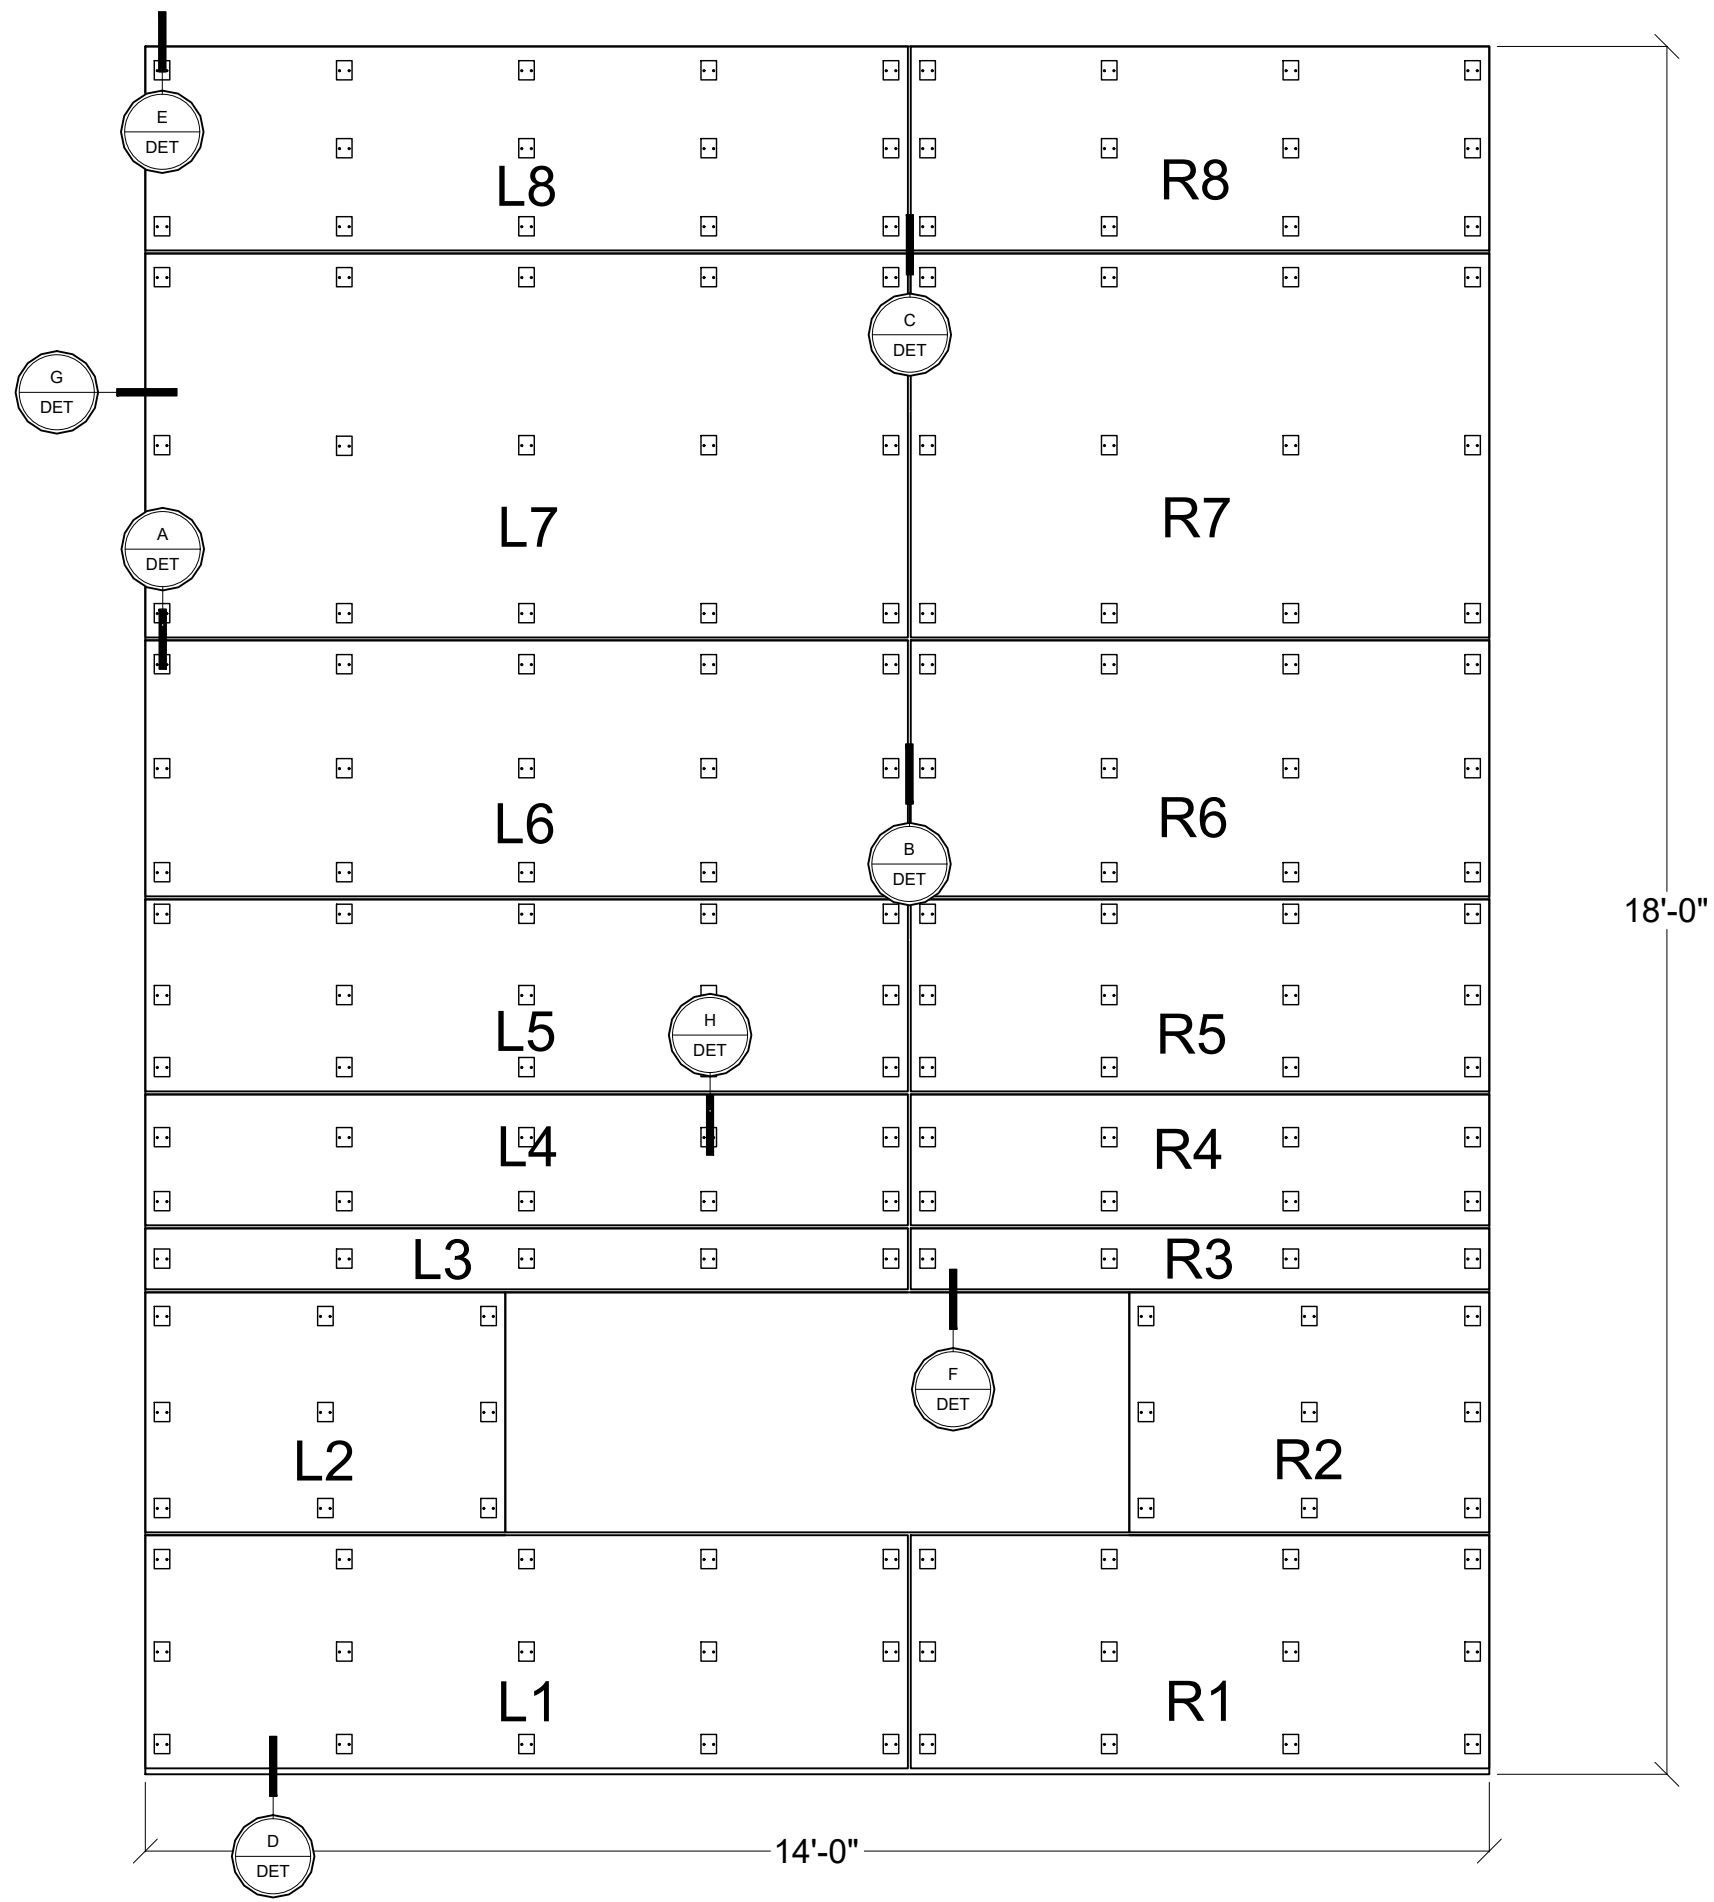 E
DET
L8
R8
C
DET
G
DET
A
DET
L7
R7
L6
R6
B
DET
18'-0"
L5
H
DET
R5
L4
R4
L3
R3
F
DET
L2
R2
L1
R1
D
DET
14'-0"